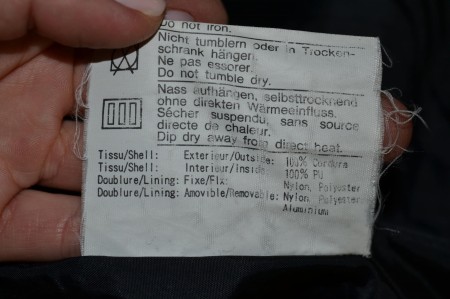 Do not iron.
Nicht tumblern oder in Trocken-
schrank hängen.
Ne pas essorer.
Do not tumble dry.
Nass aufhängen, selbsttrocknend
ohne direkten Wärmeeinfluss.
Sécher suspendu, sans source
directe de chaleur.
Dip dry away from direct heat.
Tissu/Shell: Exterieur/Outside: 100% Cordura
Tissu/Shell: Interieur/Inside: 100% PU
Doublure/Lining: Fixe/Fix: Nylon, Polyester
Doublure/Lining: Amovible/Removable: Nylon, Polyester
Aluminium